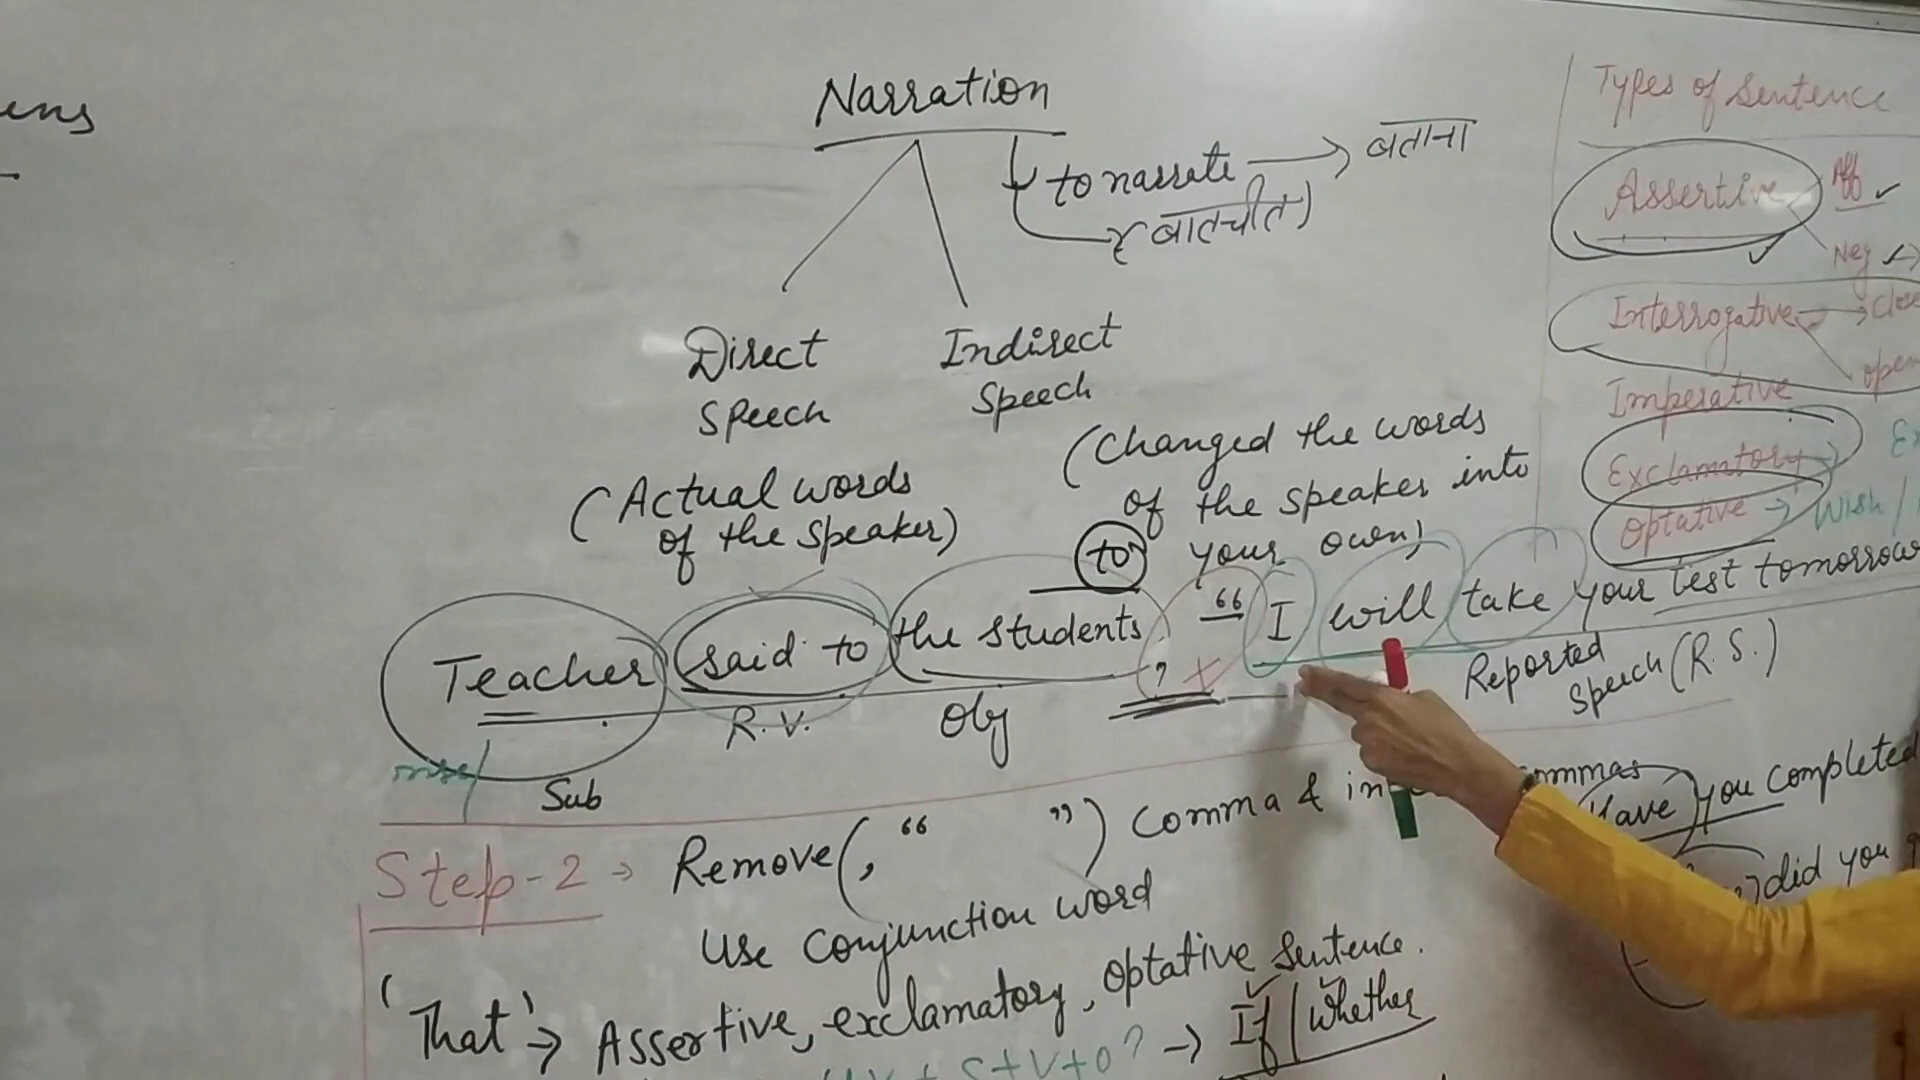 Narration
to narrate → बताना
(बातचीत)
Direct
Speech
Indirect
Speech
(Actual words
of the speaker)
(Changed the words
of the speaker into
your own)
to
Teacher said to the students, “I will take your test tomorrow
Sub
R.V.
Obj
Reported
Speech (R.S.)
Step-2 → Remove (, “ ”) Comma & in commas
Use Conjunction word
'That' → Assertive, exclamatory, optative sentence.
+ S+V+O? → If / whether
Types of Sentence
Assertive
Aff ✓
Neg ✓
Interrogative → Close
open
Imperative
Exclamatory →
Optative → Wish /
Have you completed
did you